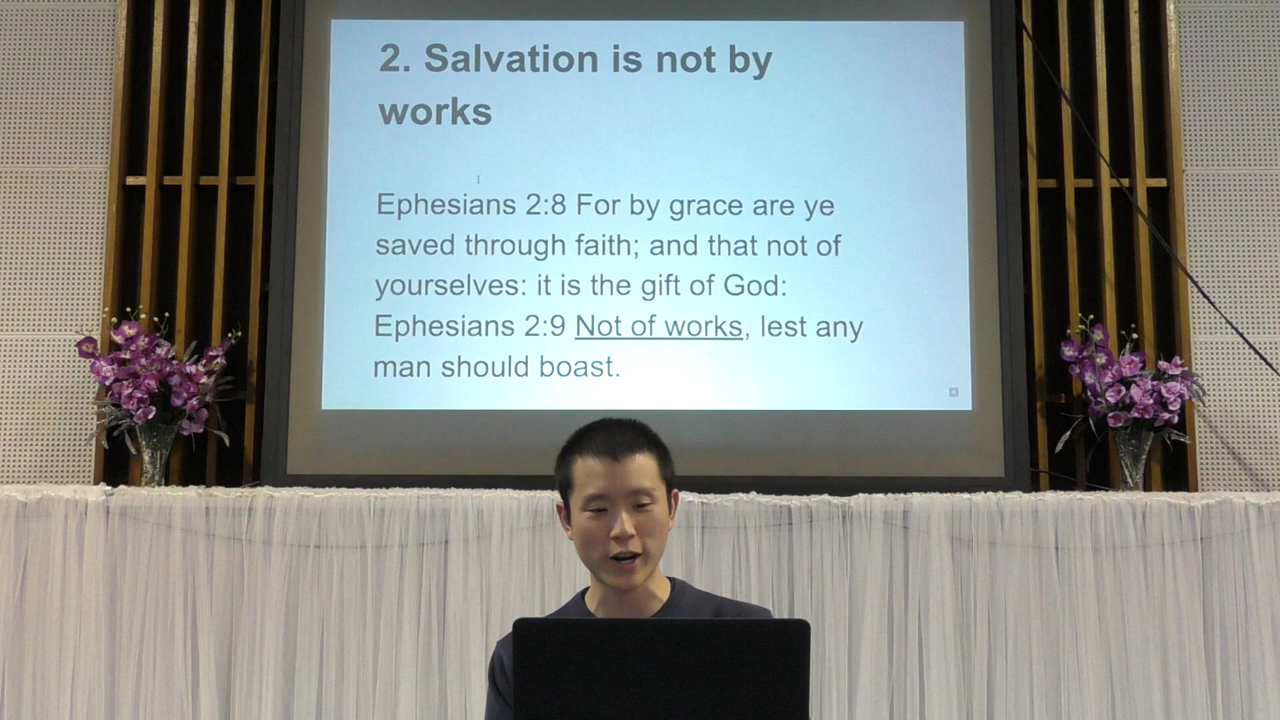 2. Salvation is not by
works
Ephesians 2:8 For by grace are ye
saved through faith; and that not of
yourselves: it is the gift of God:
Ephesians 2:9 Not of works, lest any
man should boast.